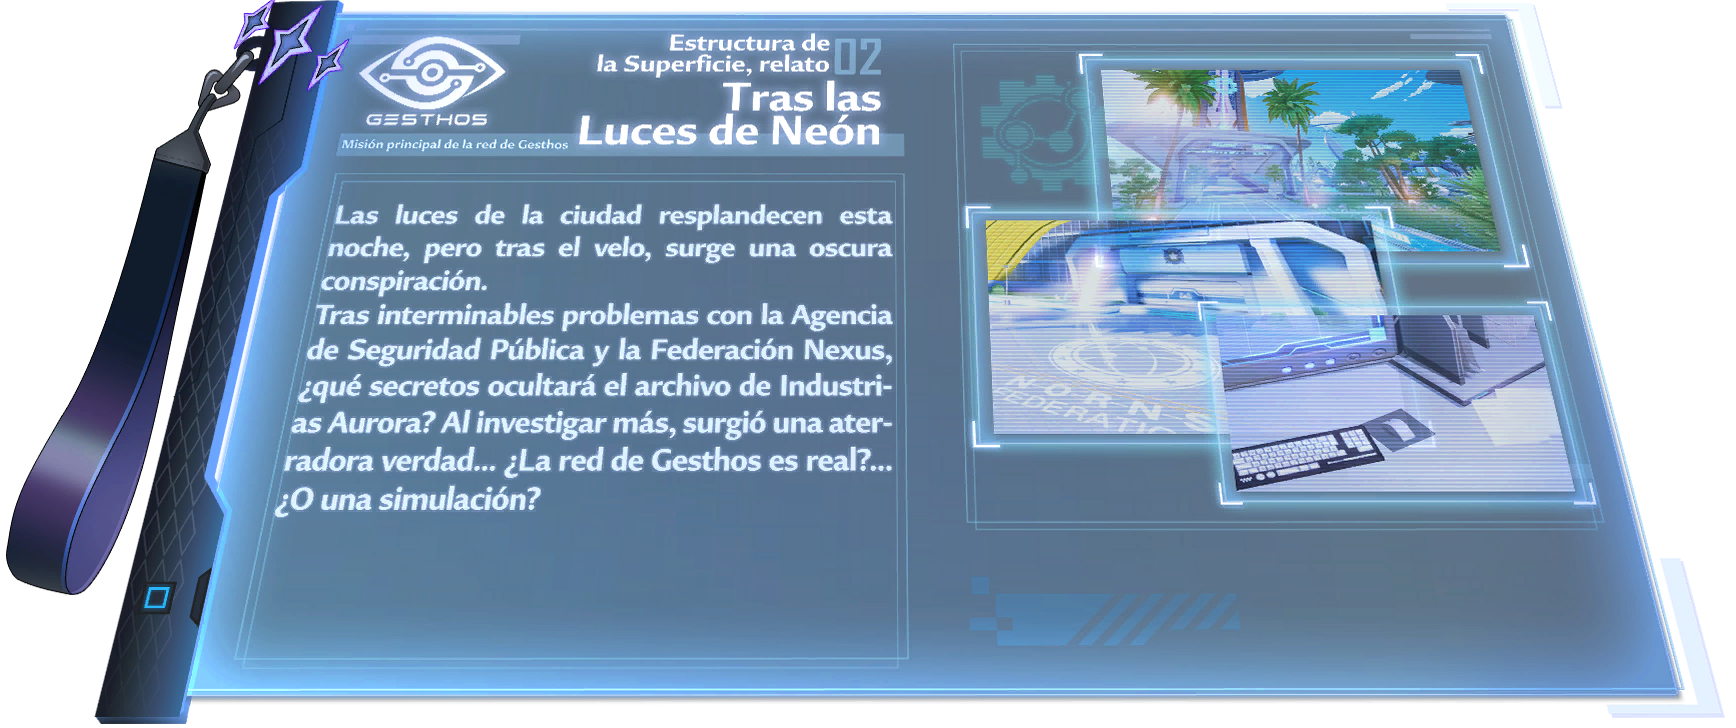 GESTHOS
Estructura de
la Superficie, relato 02
Tras las
Luces de Neón
Misión principal de la red de Gesthos
Las luces de la ciudad resplandecen esta
noche, pero tras el velo, surge una oscura
conspiración.
Tras interminables problemas con la Agencia
de Seguridad Pública y la Federación Nexus,
¿qué secretos ocultará el archivo de Industri-
as Aurora? Al investigar más, surgió una ater-
radora verdad... ¿La red de Gesthos es real?...
¿O una simulación?
NORNS
FEDERATIO